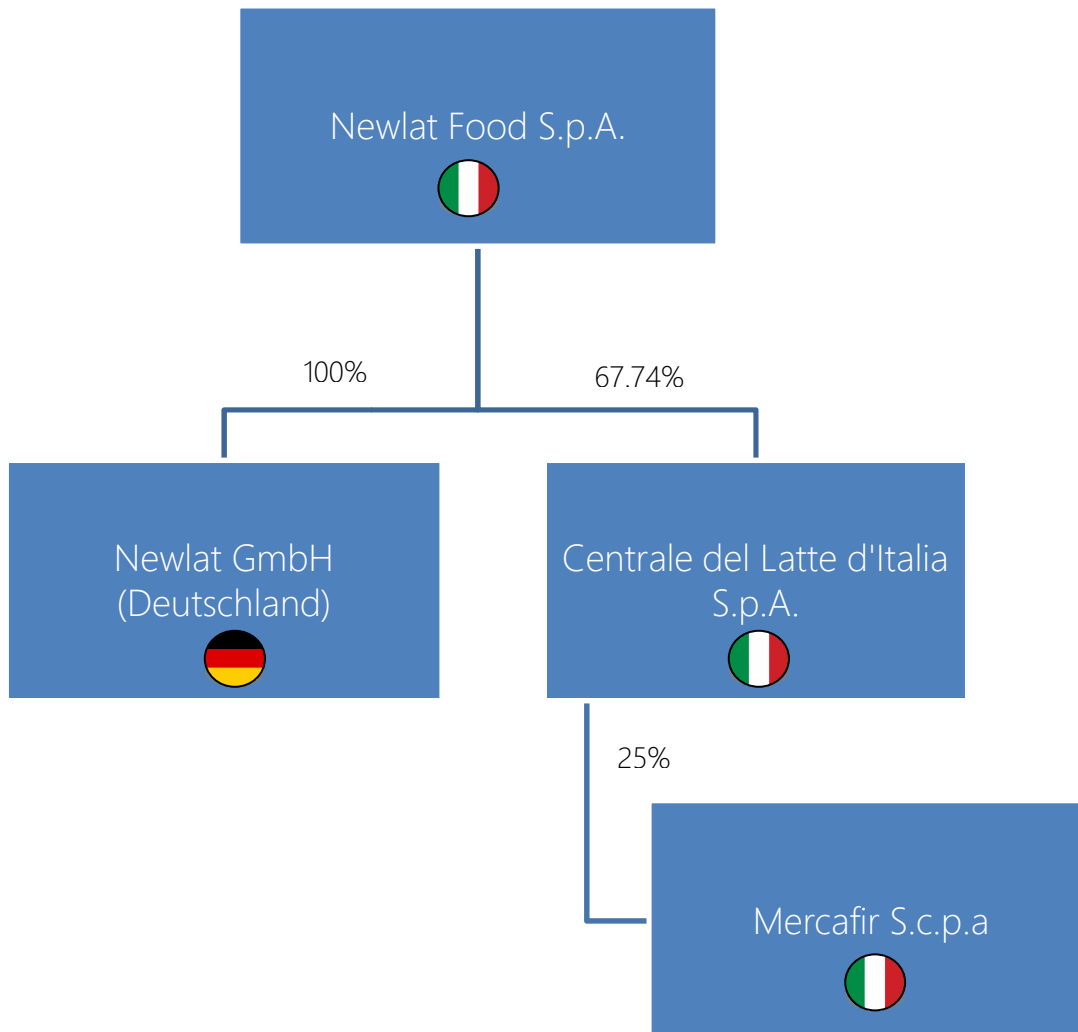 Newlat Food S.p.A.
100%
67.74%
Newlat GmbH
(Deutschland)
Centrale del Latte d'Italia
S.p.A.
25%
Mercafir S.c.p.a